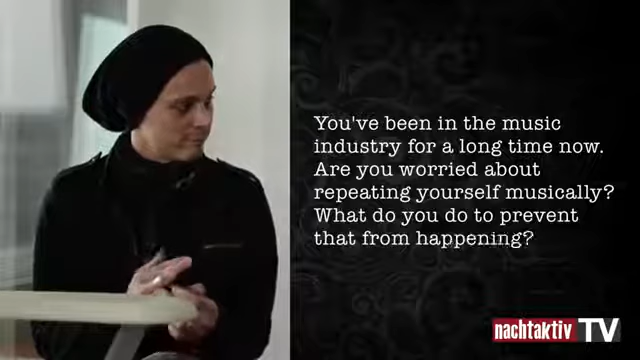 You've been in the music
industry for a long time now.
Are you worried about
repeating yourself musically?
What do you do to prevent
that from happening?
nachtaktiv TV